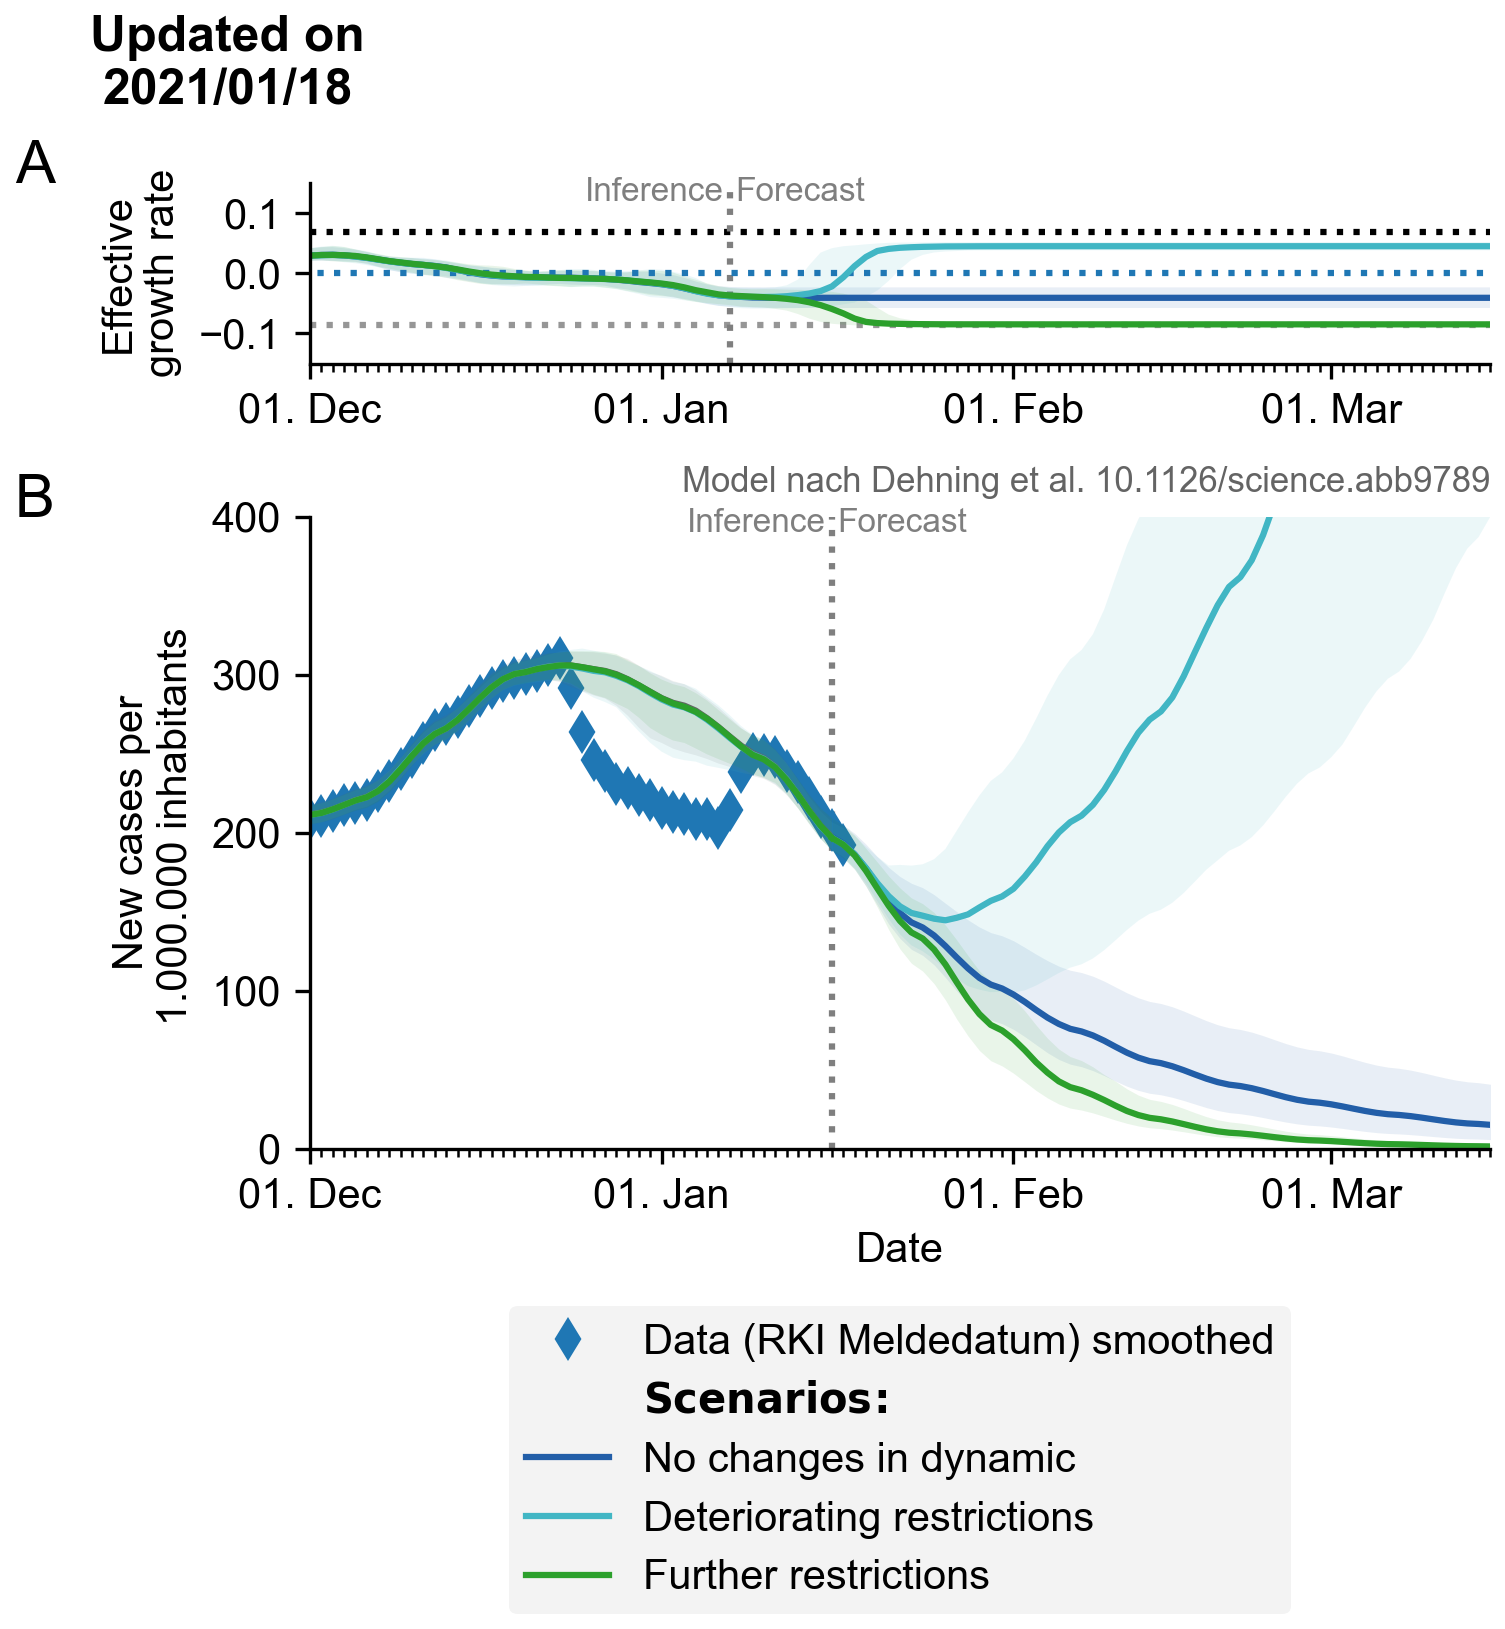 Updated on
2021/01/18
A
Effective
growth rate
0.1
0.0
−0.1
Inference Forecast
01. Dec
01. Jan
01. Feb
01. Mar
B
Model nach Dehning et al. 10.1126/science.abb9789
Inference Forecast
New cases per
1.000.000 inhabitants
400
300
200
100
0
01. Dec
01. Jan
01. Feb
01. Mar
Date
Data (RKI Meldedatum) smoothed
Scenarios:
No changes in dynamic
Deteriorating restrictions
Further restrictions